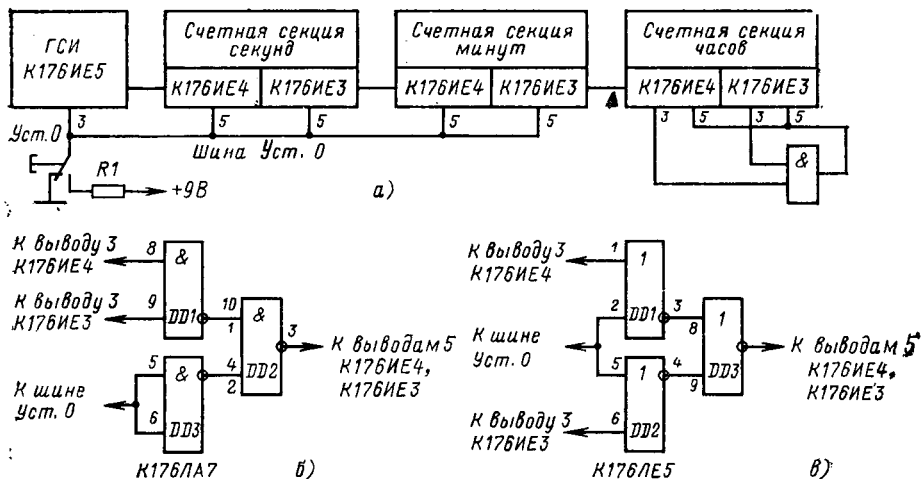 ГСИ
К176ИЕ5
Счетная секция
секунд
К176ИЕ4 К176ИЕ3
Счетная секция
минут
К176ИЕ4 К176ИЕ3
Счетная секция
часов
К176ИЕ4 К176ИЕ3
3 5 5 5 5 3 5 3 5
Уст. 0
Шина Уст. 0
&
R1
+9В
а)
К выводу 3
К176ИЕ4
8
&
К выводу 3
К176ИЕ3
9
DD1
10
1
&
3
DD2
К выводам 5
К176ИЕ4,
К176ИЕ3
К шине
Уст. 0
5
&
4
2
6
DD3
К176ЛА7
б)
К выводу 3
К176ИЕ4
1
1
2
DD1
3
8
1
К шине
Уст. 0
5
1
4
9
DD3
К выводам 5
К176ИЕ4,
К176ИЕ3
К выводу 3
К176ИЕ3
6
DD2
К176ЛЕ5
в)